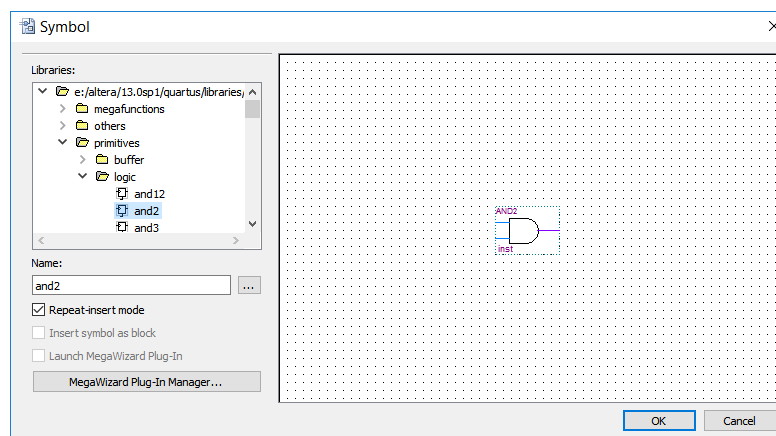 Symbol
Libraries:
e:/altera/13.0sp1/quartus/libraries/
megafunctions
others
primitives
buffer
logic
and12
and2
and3
Name:
and2
...
Repeat-insert mode
Insert symbol as block
Launch MegaWizard Plug-In
MegaWizard Plug-In Manager...
AND2
inst
OK
Cancel